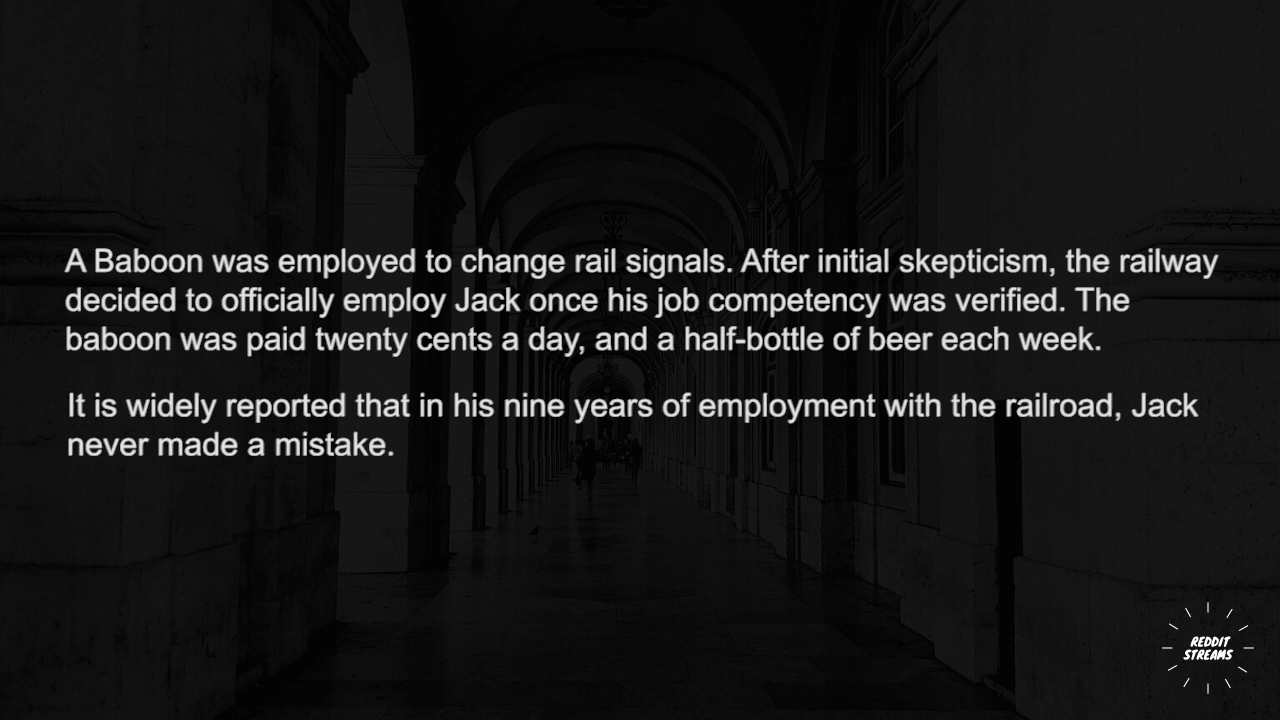 A Baboon was employed to change rail signals. After initial skepticism, the railway
decided to officially employ Jack once his job competency was verified. The
baboon was paid twenty cents a day, and a half-bottle of beer each week.
It is widely reported that in his nine years of employment with the railroad, Jack
never made a mistake.
REDDIT
STREAMS